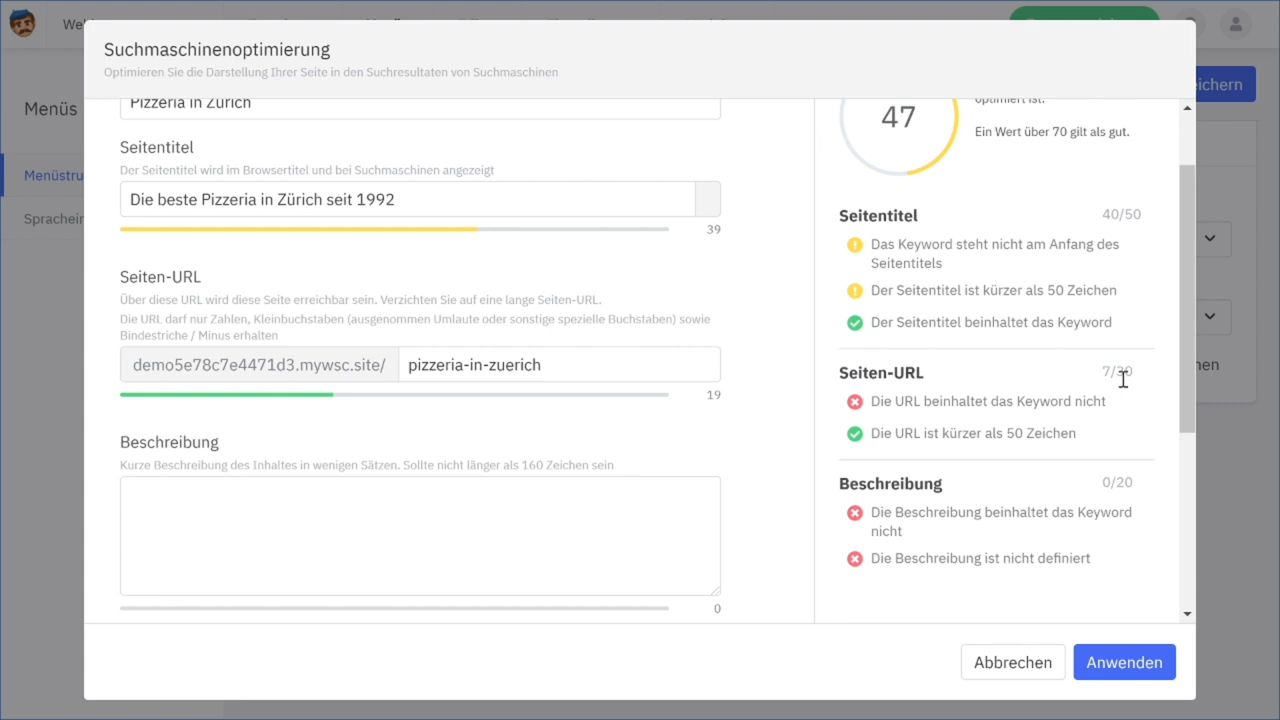 We
Suchmaschinenoptimierung
Optimieren Sie die Darstellung Ihrer Seite in den Suchresultaten von Suchmaschinen
ichern
Menüs
Menüstru
Sprachein
nen
Pizzeria in Zürich
Seitentitel
Der Seitentitel wird im Browsertitel und bei Suchmaschinen angezeigt
Die beste Pizzeria in Zürich seit 1992
39
Seiten-URL
Über diese URL wird diese Seite erreichbar sein. Verzichten Sie auf eine lange Seiten-URL.
Die URL darf nur Zahlen, Kleinbuchstaben (ausgenommen Umlaute oder sonstige spezielle Buchstaben) sowie
Bindestriche / Minus erhalten
demo5e78c7e4471d3.mywsc.site/ pizzeria-in-zuerich
19
Beschreibung
Kurze Beschreibung des Inhaltes in wenigen Sätzen. Sollte nicht länger als 160 Zeichen sein
0
47
optimiert ist.
Ein Wert über 70 gilt als gut.
Seitentitel 40/50
Das Keyword steht nicht am Anfang des
Seitentitels
Der Seitentitel ist kürzer als 50 Zeichen
Der Seitentitel beinhaltet das Keyword
Seiten-URL 7/30
Die URL beinhaltet das Keyword nicht
Die URL ist kürzer als 50 Zeichen
Beschreibung 0/20
Die Beschreibung beinhaltet das Keyword
nicht
Die Beschreibung ist nicht definiert
Abbrechen Anwenden